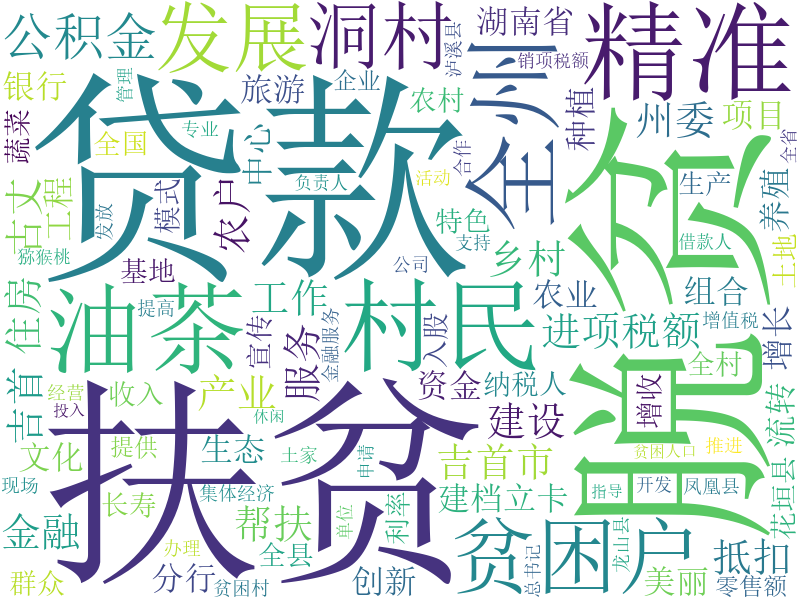 公积金
发展
洞村
全州
湖南省
泸溪县
销项税额
精准
银行
管理
旅游
企业
农村
种植
州委
项目
全省
蔬菜
全国
专业
中心
贷款
负责人
活动
合作
脱贫
生产
养殖
古丈
工程
发放
模式
农户
特色
支持
借款人
土地
猕猴桃
基地
公司
乡村
农业
组合
住房
油茶
提高
工作
宣传
服务
金融服务
入股
村民
进项税额
增值税
增长
吉首
经营
投入
收入
产业
休闲
资金
纳税人
全村
增收
流转
扶贫
文化
提供
生态
土家
申请
建设
吉首市
贫困人口
推进
花垣县
现场
长寿
集体经济
单位
利率
建档立卡
指导
开发
凤凰县
金融
办理
帮扶
全县
贫困户
龙山县
抵扣
群众
分行
贫困村
创新
总书记
美丽
零售额